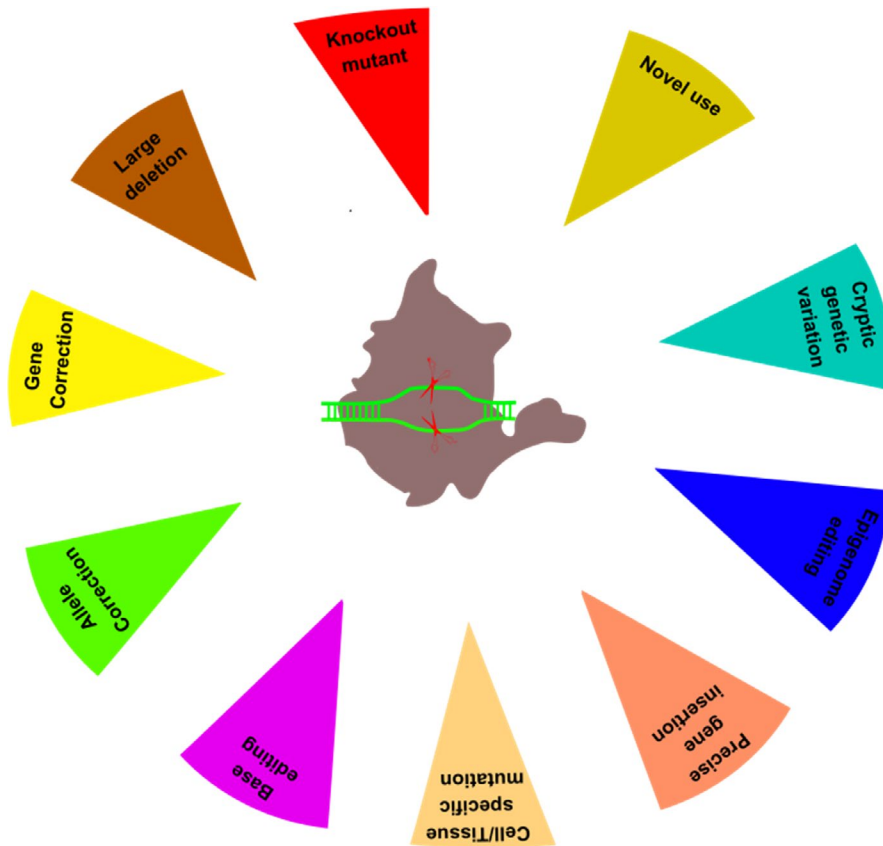 Knockout
mutant
Novel use
Cryptic
genetic
variation
Epigenome
editing
Precise
gene
insertion
Cell/Tissue
specific
mutation
Base
editing
Allele
Correction
Gene
Correction
Large
deletion